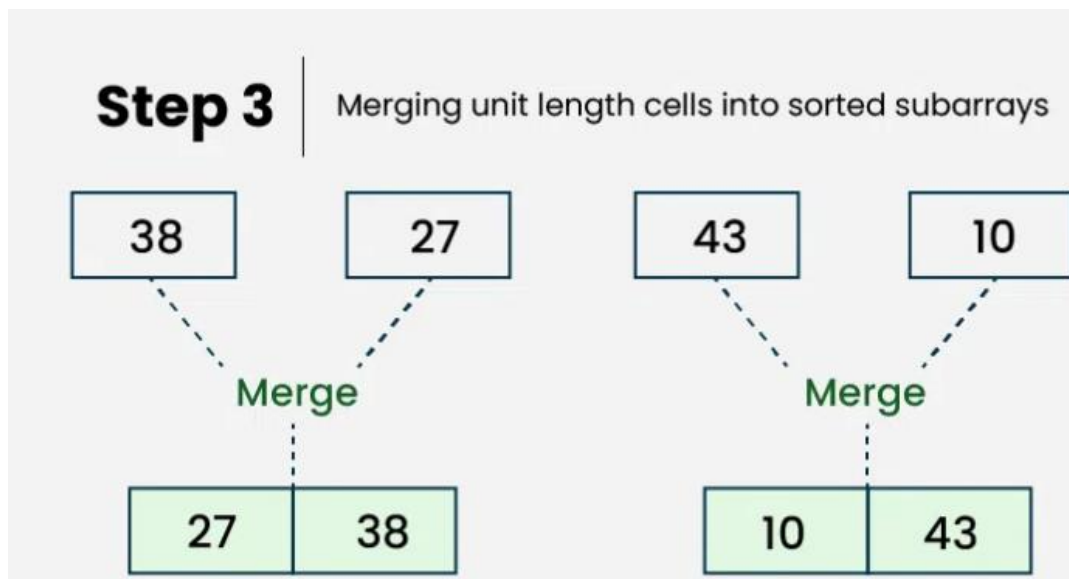 Step 3 Merging unit length cells into sorted subarrays
38 27 43 10
Merge Merge
27 38 10 43